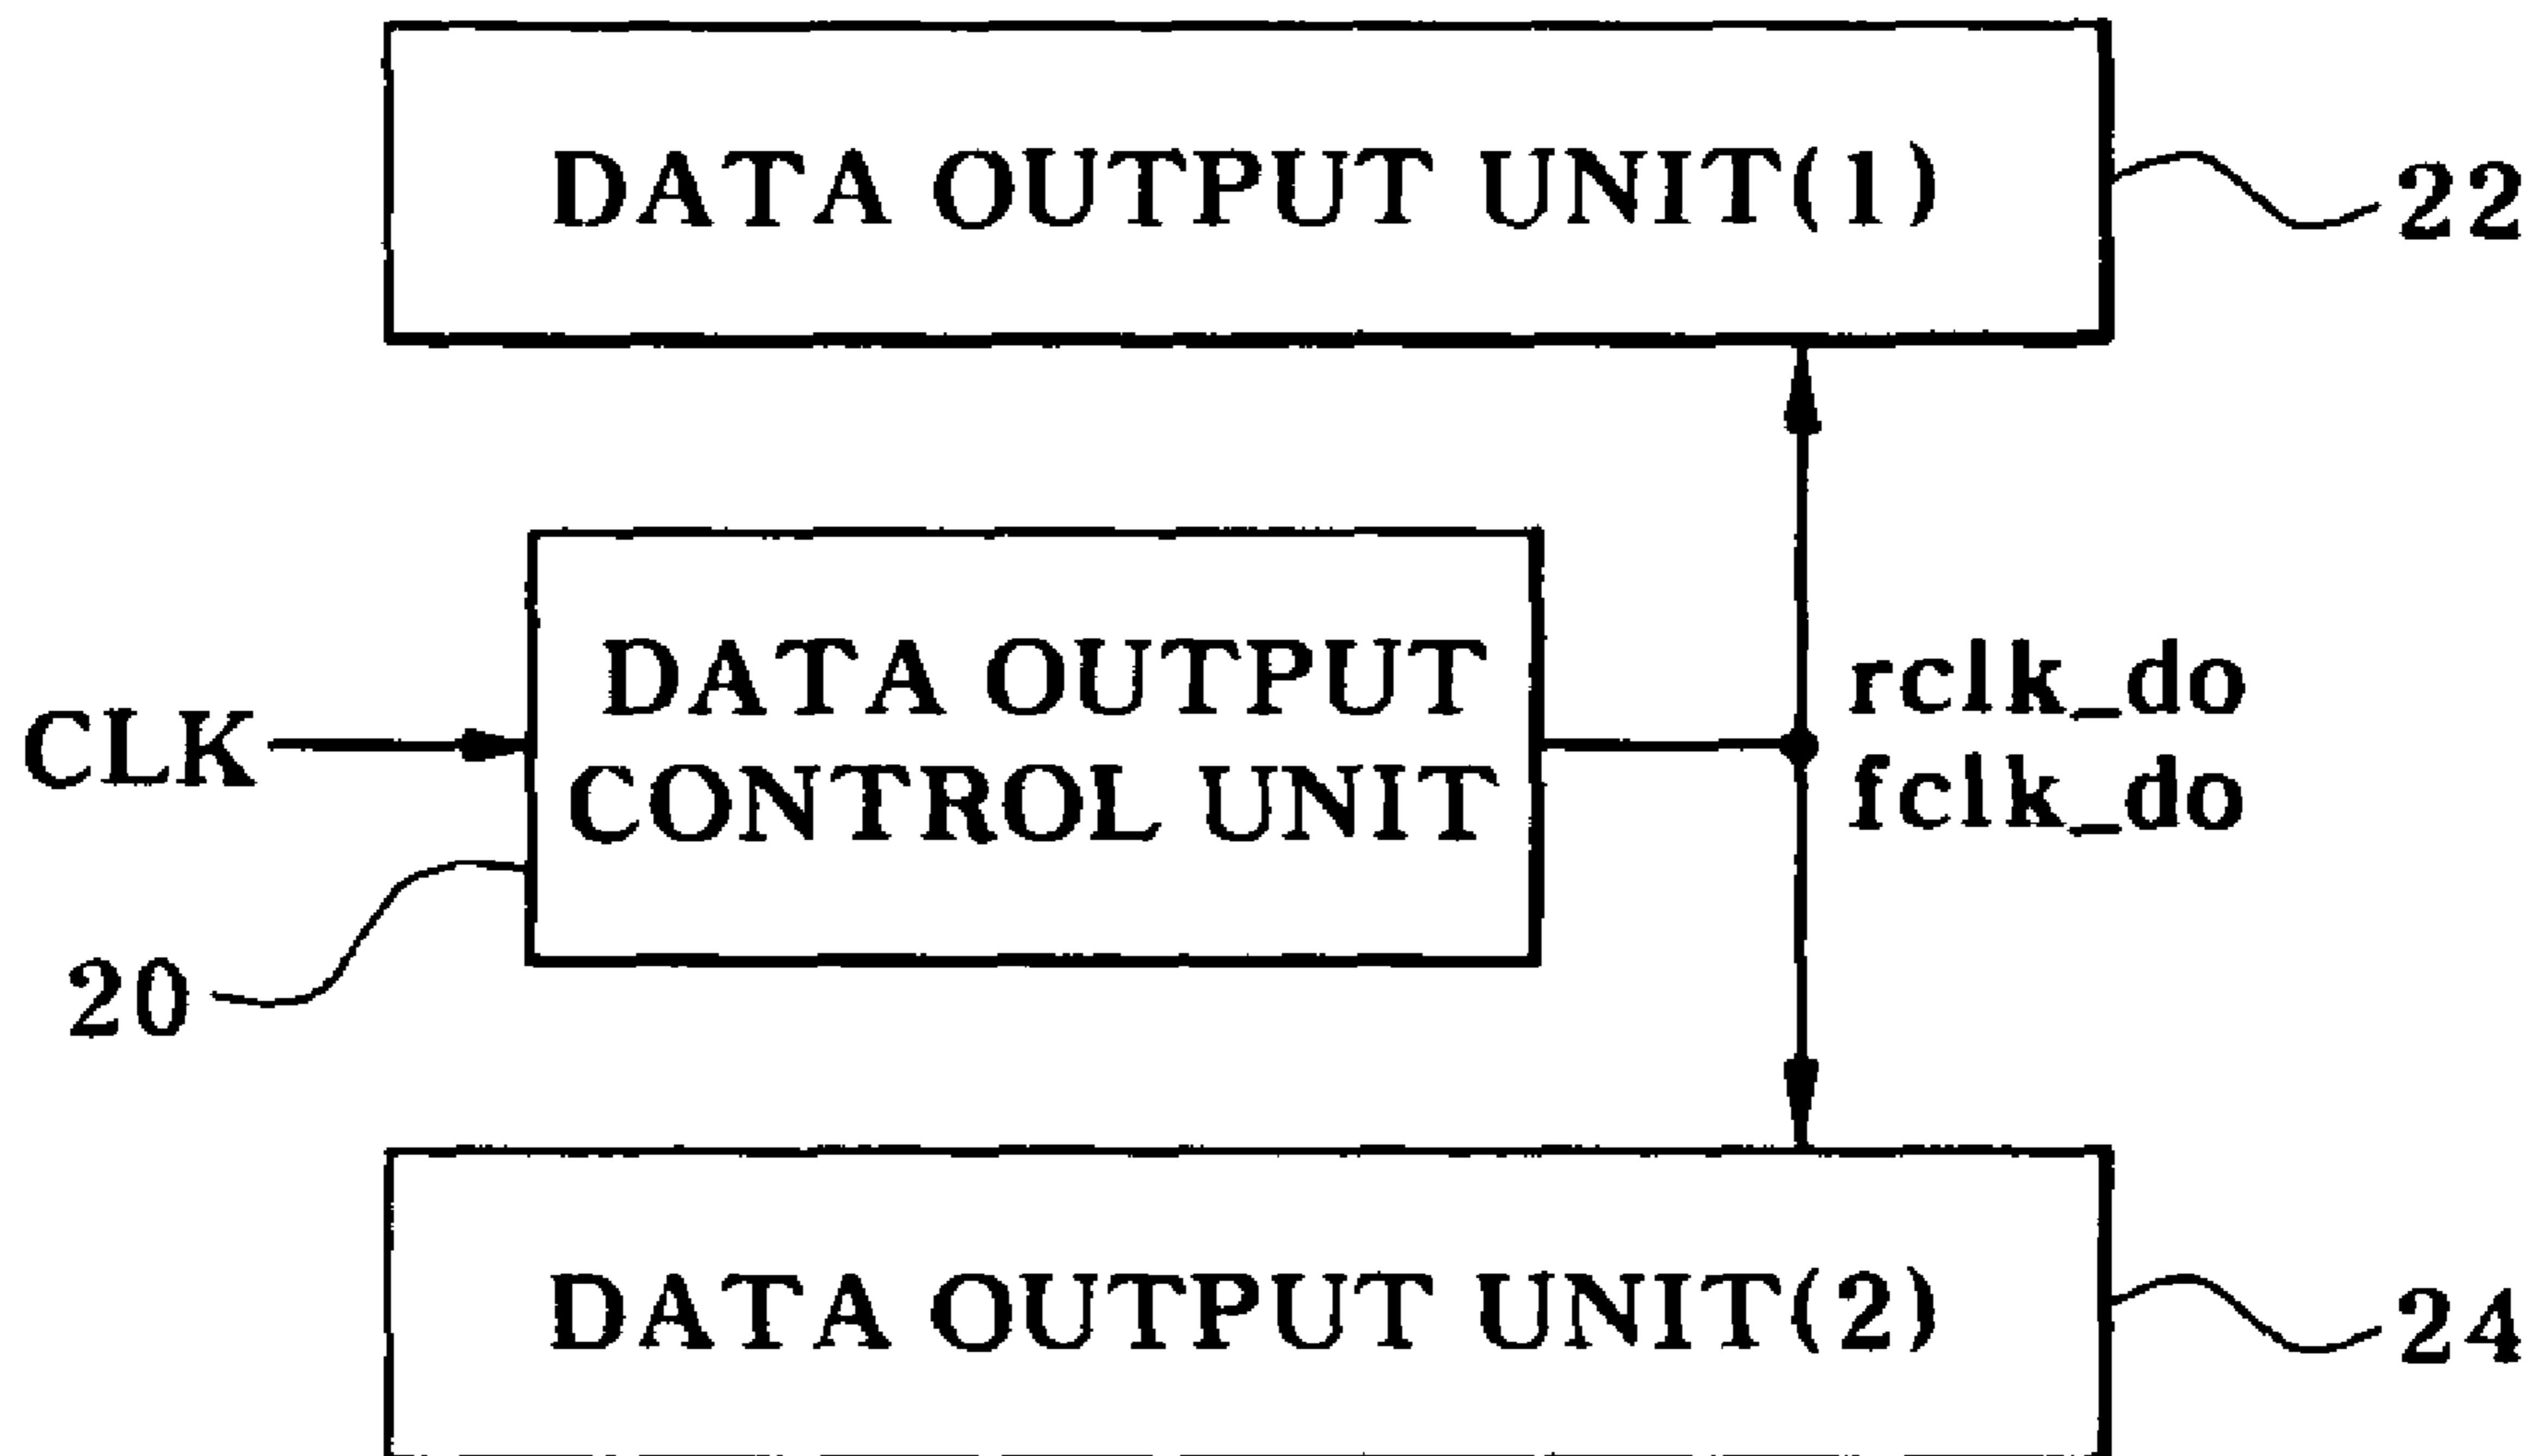 DATA OUTPUT UNIT(1)
22
DATA OUTPUT
CONTROL UNIT
CLK
rclk_do
fclk_do
20
DATA OUTPUT UNIT(2)
24